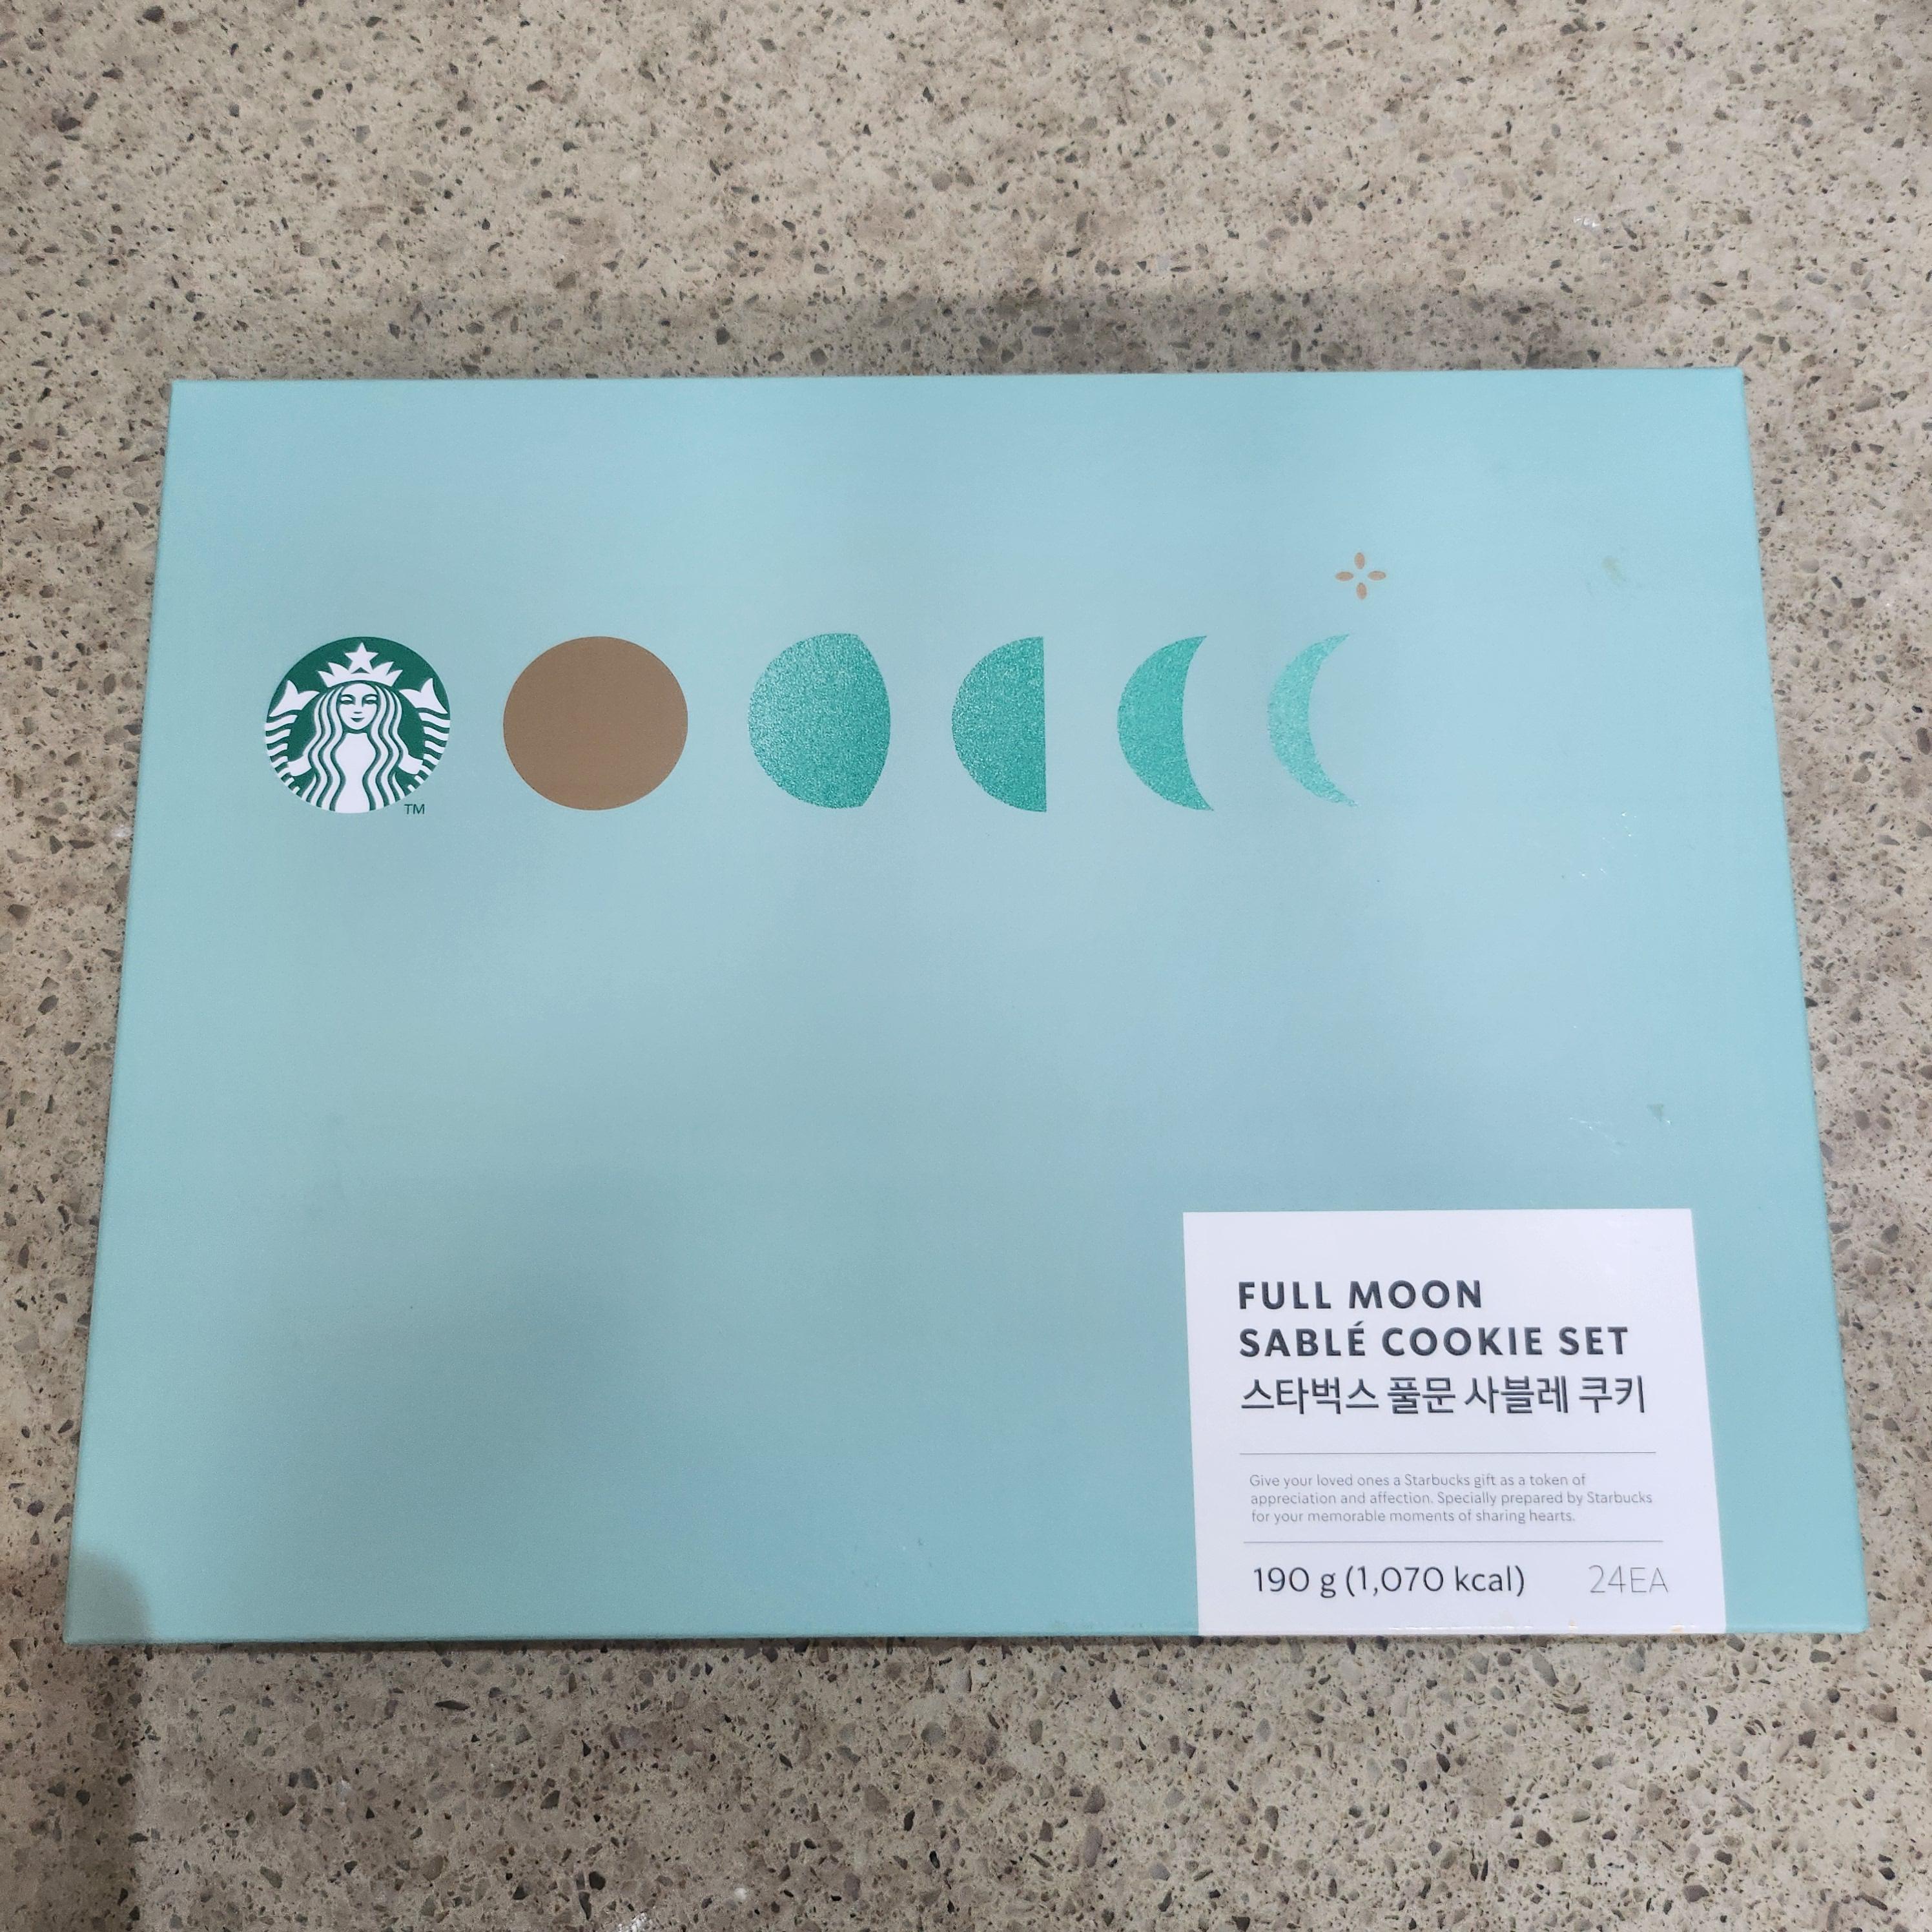 TM
FULL MOON
SABLÉ COOKIE SET
스타벅스 풀문 사블레 쿠키
Give your loved ones a Starbucks gift as a token of
appreciation and affection. Specially prepared by Starbucks
for your memorable moments of sharing hearts.
190 g (1,070 kcal) 24EA